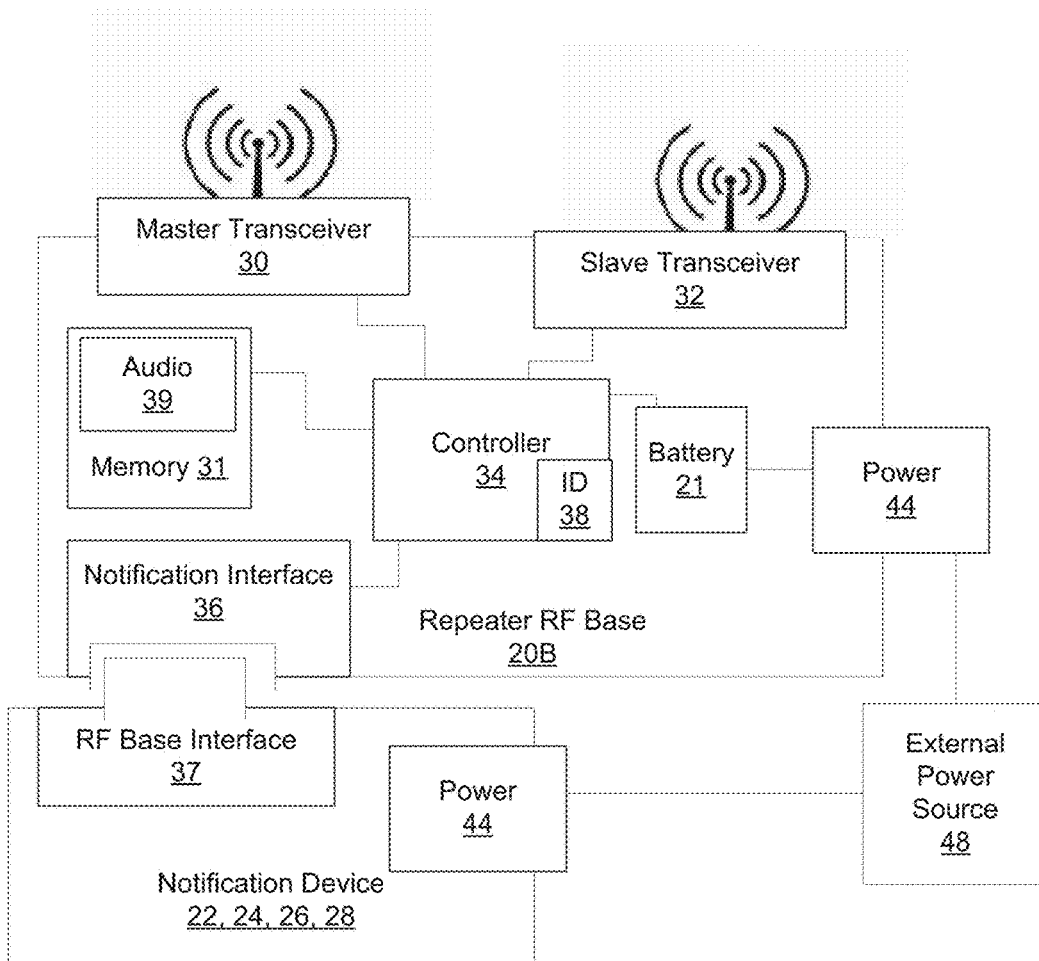 Master Transceiver
30
Slave Transceiver
32
Audio
39
Memory 31
Controller
34
ID
38
Battery
21
Power
44
Notification Interface
36
Repeater RF Base
20B
RF Base Interface
37
Power
44
External
Power
Source
48
Notification Device
22, 24, 26, 28